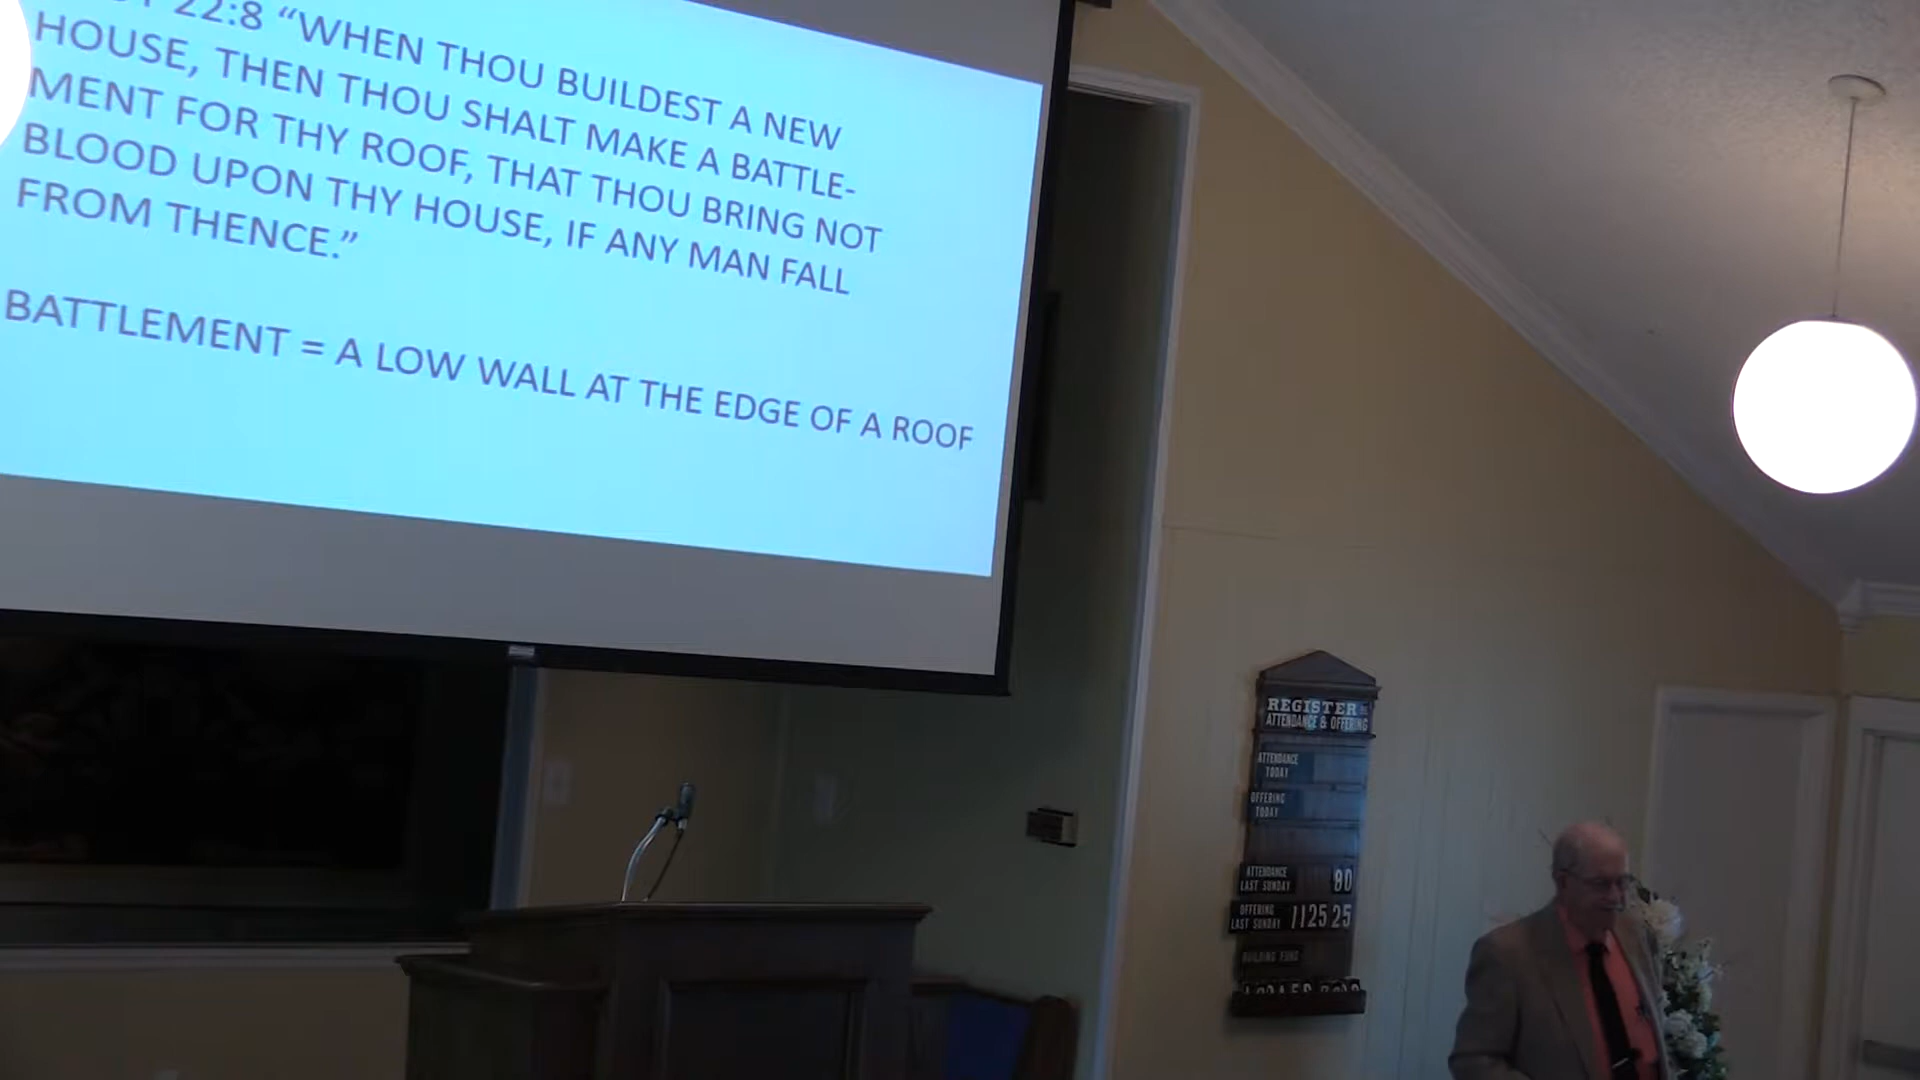 22:8 “WHEN THOU BUILDEST A NEW
HOUSE, THEN THOU SHALT MAKE A BATTLE-
MENT FOR THY ROOF, THAT THOU BRING NOT
BLOOD UPON THY HOUSE, IF ANY MAN FALL
FROM THENCE.”
BATTLEMENT = A LOW WALL AT THE EDGE OF A ROOF
REGISTER OF
ATTENDANCE & OFFERING
ATTENDANCE
TODAY
OFFERING
TODAY
ATTENDANCE
LAST SUNDAY 80
OFFERING
LAST SUNDAY 1125 25
BUILDING FUND